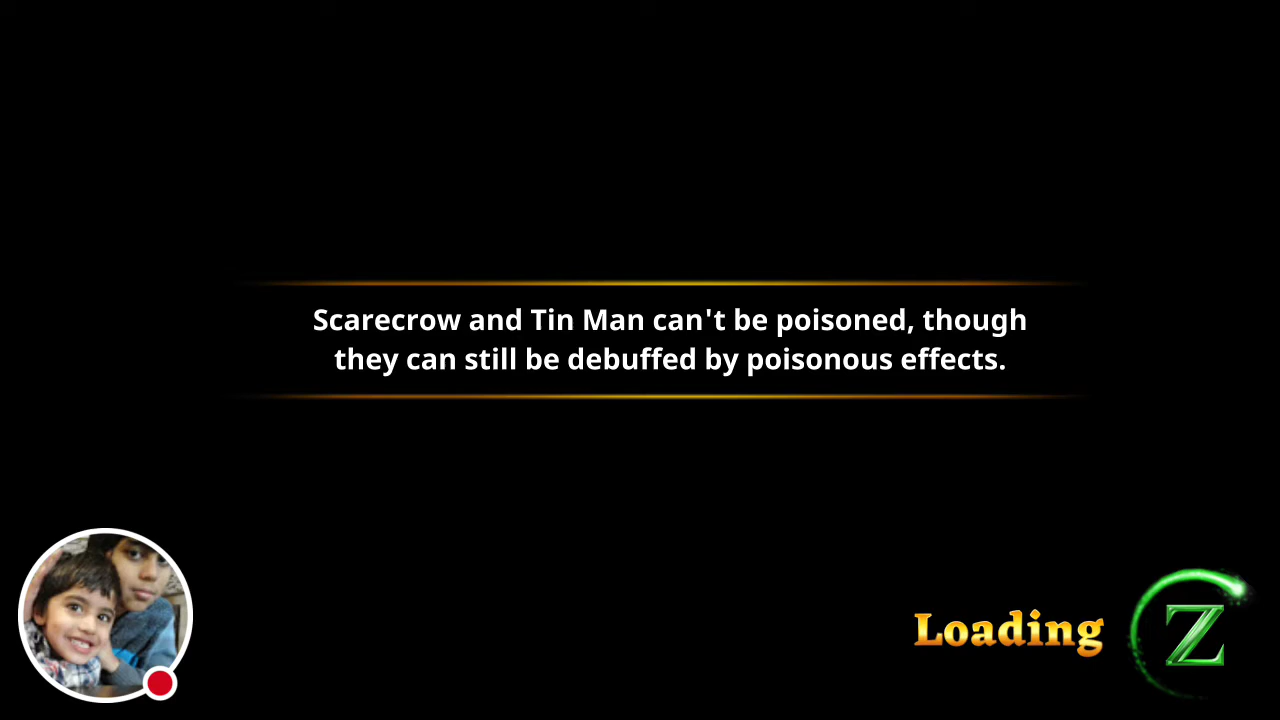 Scarecrow and Tin Man can't be poisoned, though
they can still be debuffed by poisonous effects.
Loading
Z